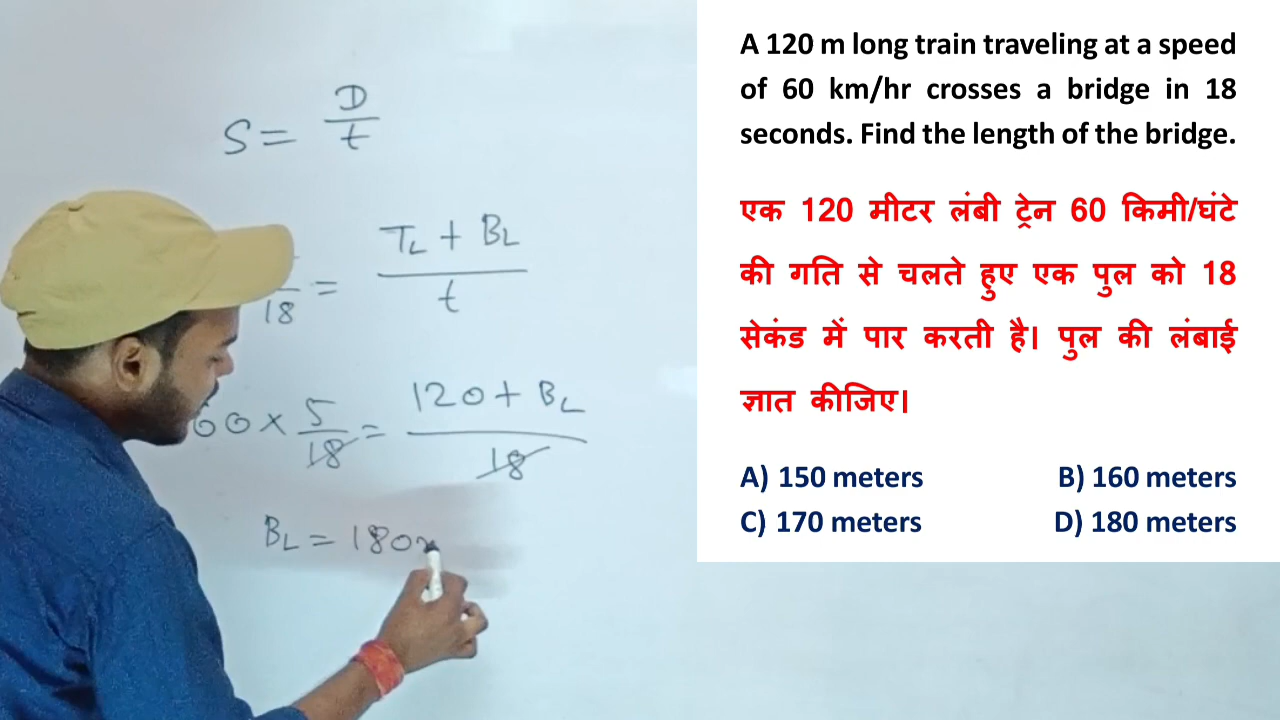 S = D/t
18 = TL + BL / t
60 × 5/18 = 120 + BL / 18
BL = 180
A 120 m long train traveling at a speed
of 60 km/hr crosses a bridge in 18
seconds. Find the length of the bridge.
एक 120 मीटर लंबी ट्रेन 60 किमी/घंटे
की गति से चलते हुए एक पुल को 18
सेकंड में पार करती है। पुल की लंबाई
ज्ञात कीजिए।
A) 150 meters B) 160 meters
C) 170 meters D) 180 meters